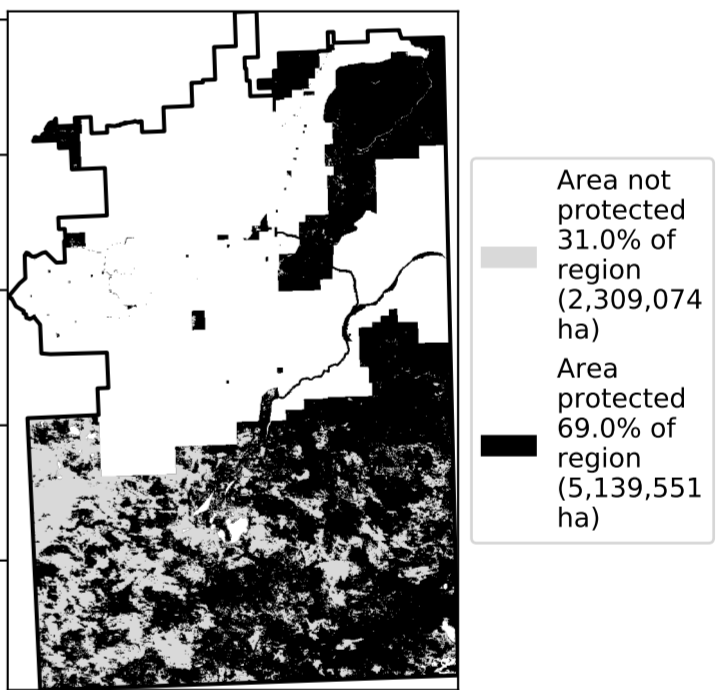 Area not
protected
31.0% of
region
(2,309,074
ha)
Area
protected
69.0% of
region
(5,139,551
ha)